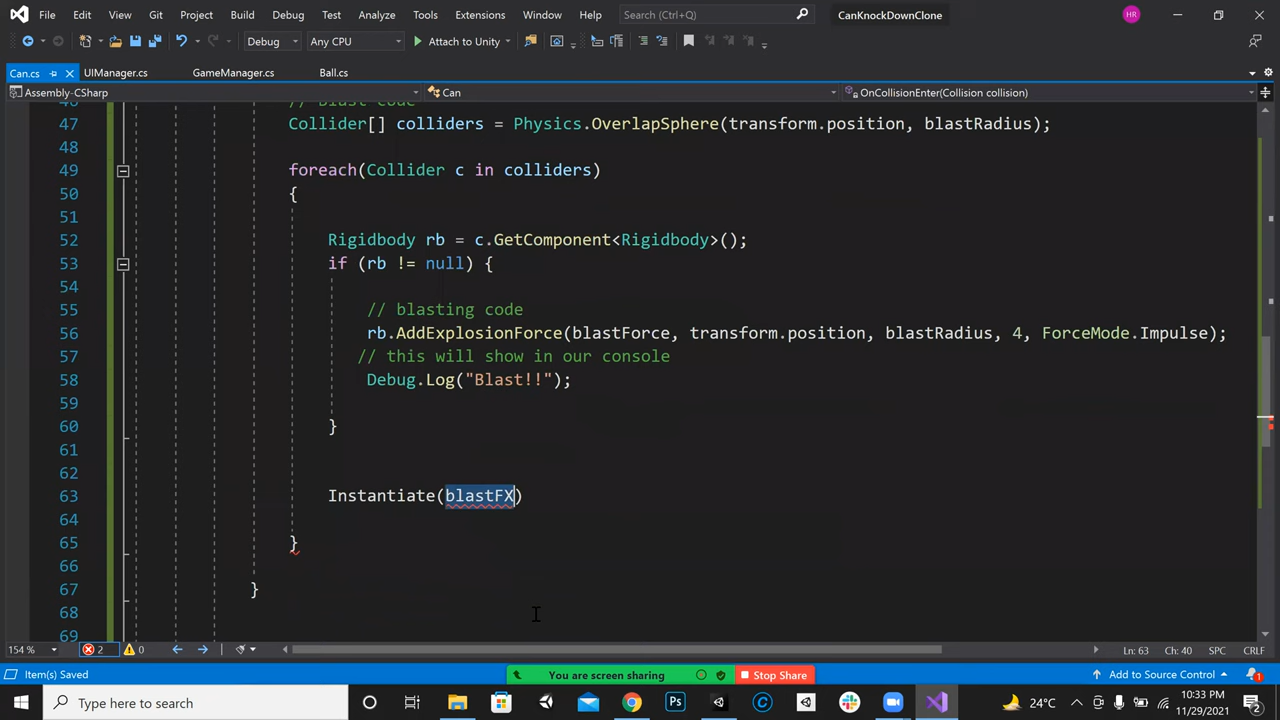 File Edit View Git Project Build Debug Test Analyze Tools Extensions Window Help Search (Ctrl+Q) CanKnockDownClone HR
Debug Any CPU Attach to Unity
Can.cs UIManager.cs GameManager.cs Ball.cs
Assembly-CSharp Can OnCollisionEnter(Collision collision)
46 // Blast code
47 Collider[] colliders = Physics.OverlapSphere(transform.position, blastRadius);
48
49 foreach(Collider c in colliders)
50 {
51
52 Rigidbody rb = c.GetComponent<Rigidbody>();
53 if (rb != null) {
54
55 // blasting code
56 rb.AddExplosionForce(blastForce, transform.position, blastRadius, 4, ForceMode.Impulse);
57 // this will show in our console
58 Debug.Log("Blast!!");
59
60 }
61
62
63 Instantiate(blastFX)
64
65 }
66
67 }
68
69
154 % 2 0 Ln: 63 Ch: 40 SPC CRLF
Item(s) Saved You are screen sharing Stop Share Add to Source Control 1
Type here to search Ps 24°C 10:33 PM
11/29/2021